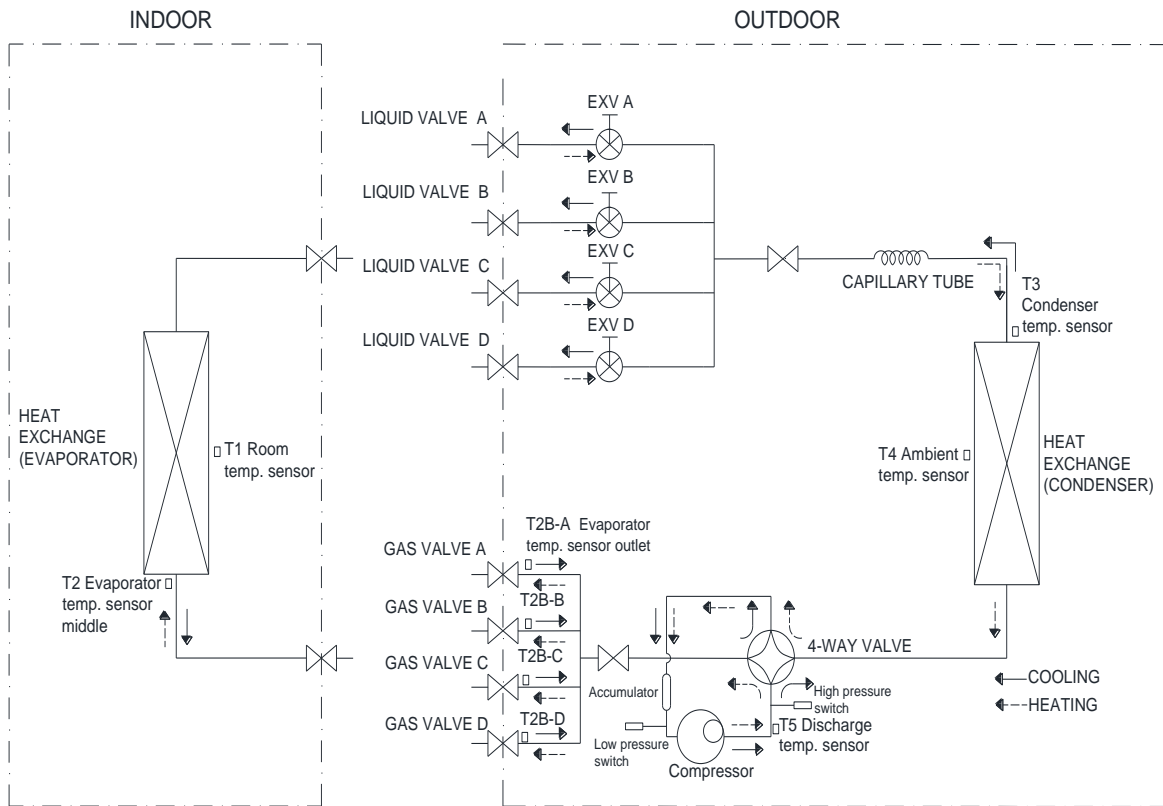 INDOOR
OUTDOOR
LIQUID VALVE A
EXV A
LIQUID VALVE B
EXV B
LIQUID VALVE C
EXV C
LIQUID VALVE D
EXV D
CAPILLARY TUBE
T3
Condenser
temp. sensor
HEAT
EXCHANGE
(EVAPORATOR)
T1 Room
temp. sensor
T4 Ambient
temp. sensor
HEAT
EXCHANGE
(CONDENSER)
T2 Evaporator
temp. sensor
middle
GAS VALVE A
T2B-A Evaporator
temp. sensor outlet
GAS VALVE B
T2B-B
GAS VALVE C
T2B-C
GAS VALVE D
T2B-D
4-WAY VALVE
Accumulator
High pressure
switch
Low pressure
switch
T5 Discharge
temp. sensor
Compressor
COOLING
HEATING